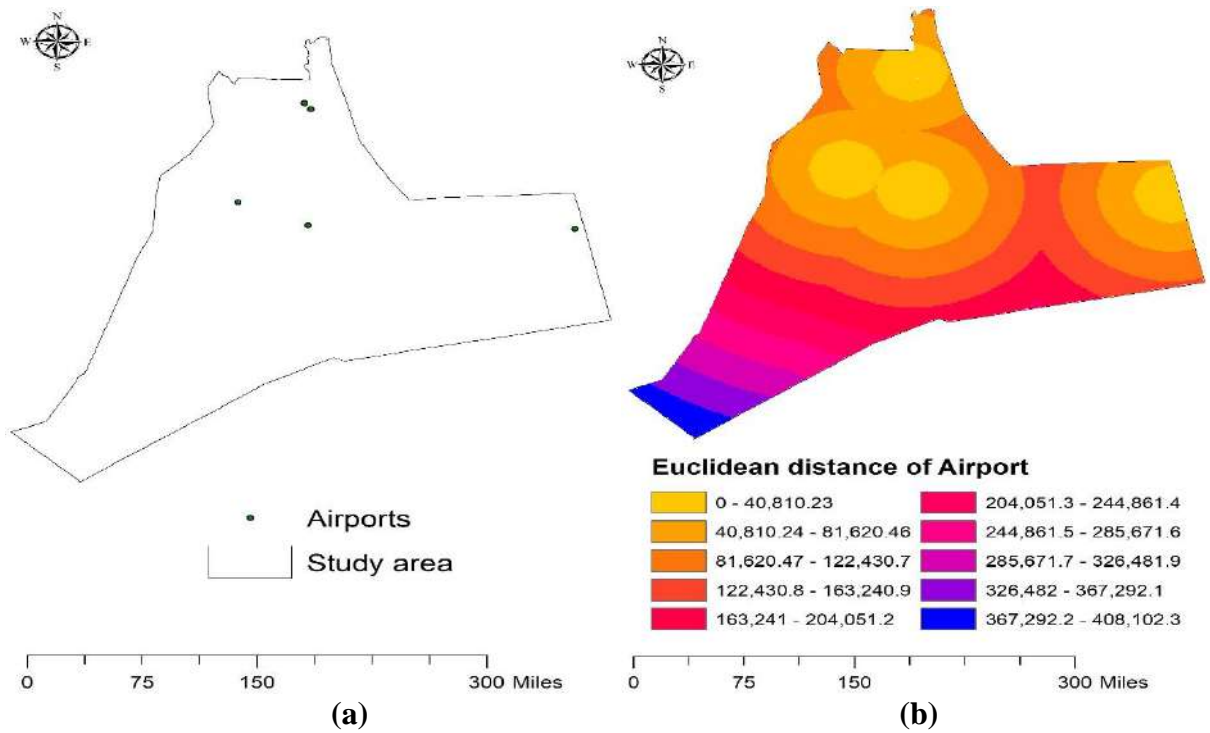 N
W E
S
Airports
Study area
0 75 150 300 Miles
(a)
N
W E
S
Euclidean distance of Airport
0 - 40,810.23
40,810.24 - 81,620.46
81,620.47 - 122,430.7
122,430.8 - 163,240.9
163,241 - 204,051.2
204,051.3 - 244,861.4
244,861.5 - 285,671.6
285,671.7 - 326,481.9
326,482 - 367,292.1
367,292.2 - 408,102.3
0 75 150 300 Miles
(b)